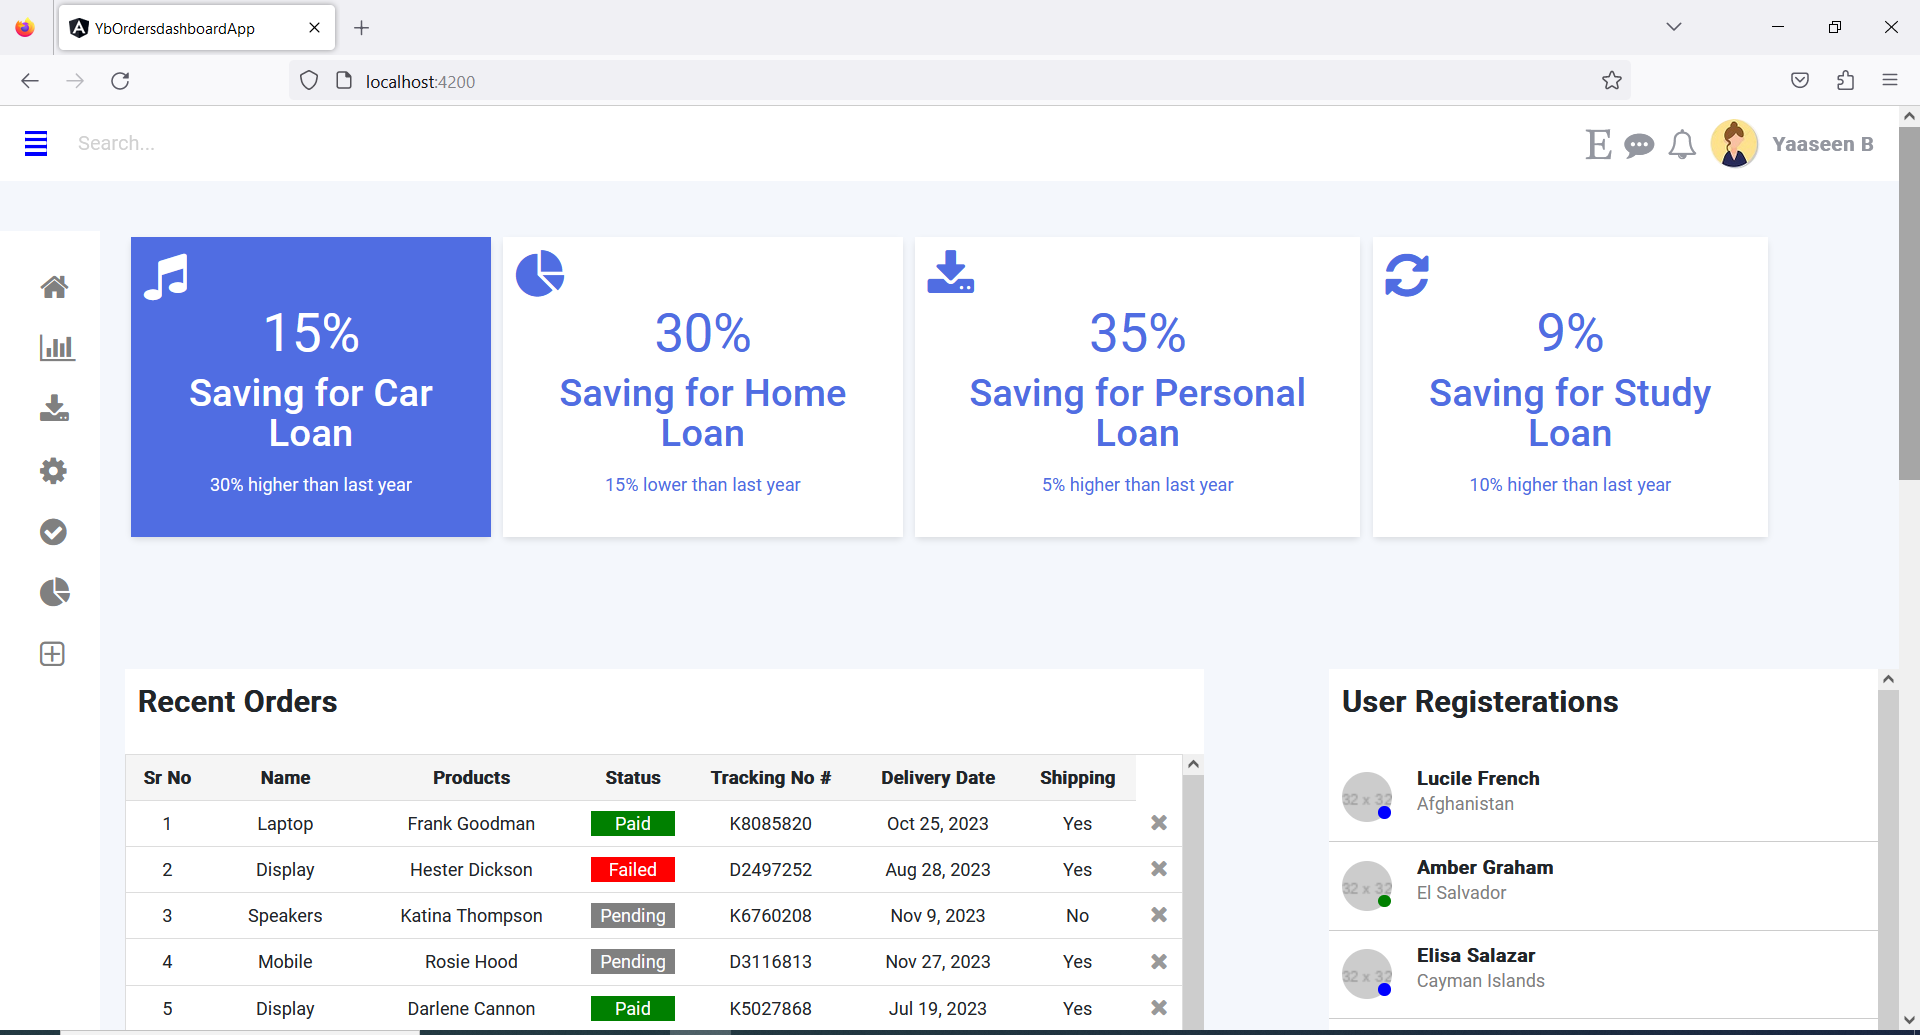 YbOrdersdashboardApp
localhost:4200
Search...
E
Yaaseen B
15%
Saving for Car
Loan
30% higher than last year
30%
Saving for Home
Loan
15% lower than last year
35%
Saving for Personal
Loan
5% higher than last year
9%
Saving for Study
Loan
10% higher than last year
Recent Orders
Sr No Name Products Status Tracking No # Delivery Date Shipping
1 Laptop Frank Goodman Paid K8085820 Oct 25, 2023 Yes
2 Display Hester Dickson Failed D2497252 Aug 28, 2023 Yes
3 Speakers Katina Thompson Pending K6760208 Nov 9, 2023 No
4 Mobile Rosie Hood Pending D3116813 Nov 27, 2023 Yes
5 Display Darlene Cannon Paid K5027868 Jul 19, 2023 Yes
User Registerations
32 x 32
Lucile French
Afghanistan
32 x 32
Amber Graham
El Salvador
32 x 32
Elisa Salazar
Cayman Islands